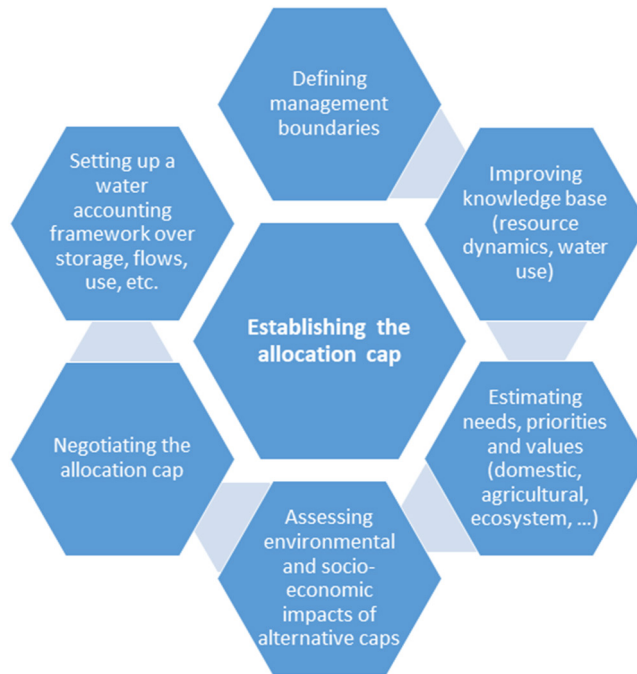 Defining
management
boundaries
Improving
knowledge base
(resource
dynamics, water
use)
Estimating
needs, priorities
and values
(domestic,
agricultural,
ecosystem, ...)
Assessing
environmental
and socio-
economic
impacts of
alternative caps
Negotiating the
allocation cap
Setting up a
water
accounting
framework over
storage, flows,
use, etc.
Establishing the
allocation cap